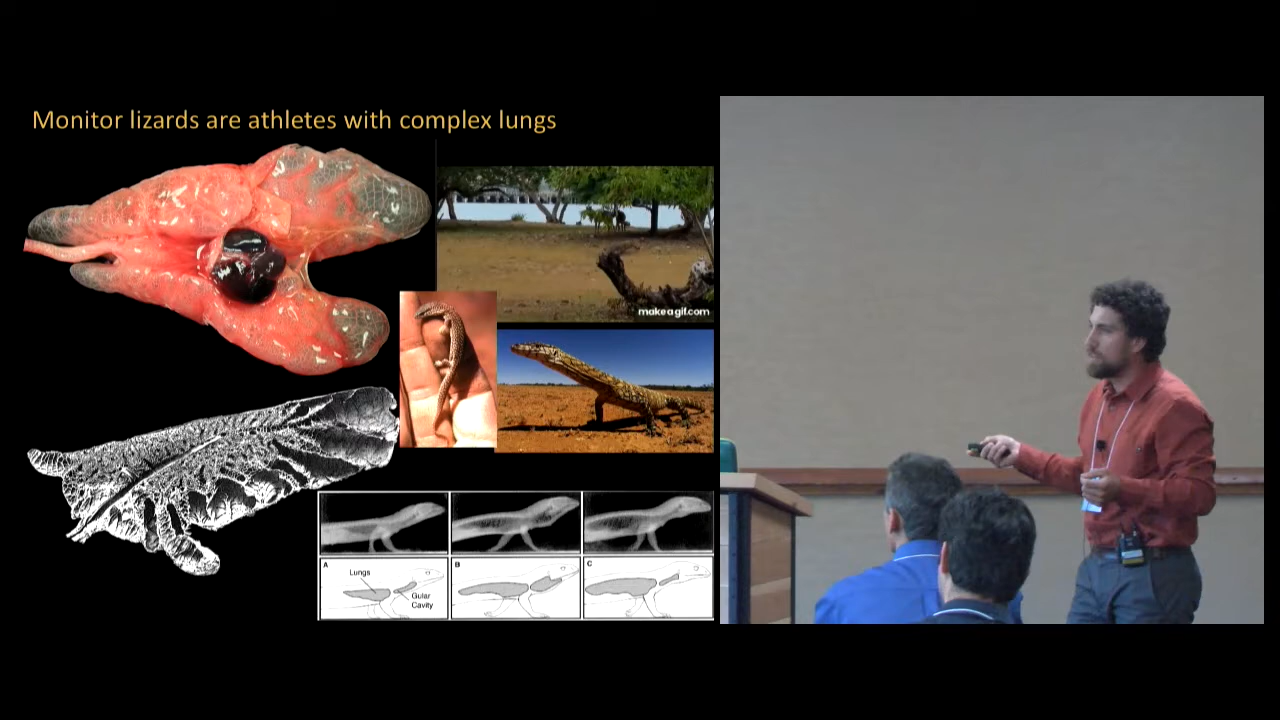 Monitor lizards are athletes with complex lungs
makeagif.com
A
Lungs
Gular
Cavity
B
C